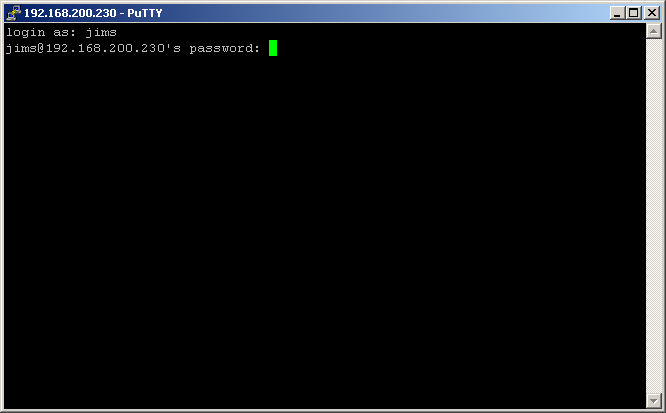 192.168.200.230 - PuTTY
login as: jims
jims@192.168.200.230's password: